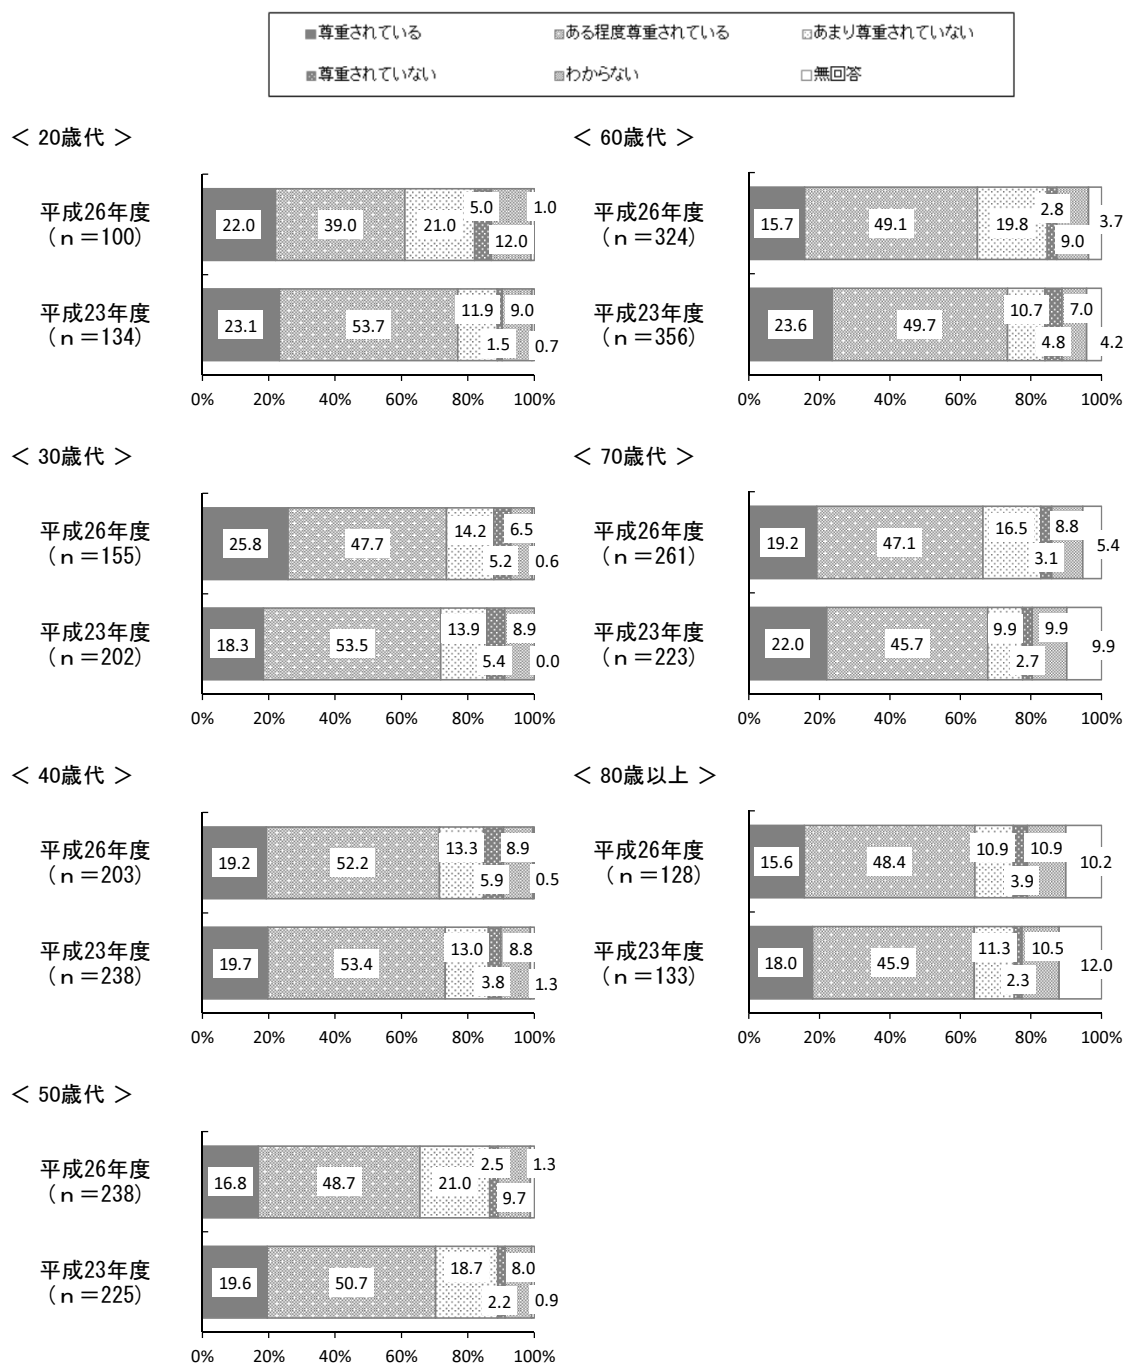 ■尊重されている ▨ある程度尊重されている ▨あまり尊重されていない
▨尊重されていない ▨わからない □無回答
＜ 20歳代 ＞
平成26年度
（ｎ＝100）
22.0 39.0 21.0 5.0 12.0 1.0
平成23年度
（ｎ＝134）
23.1 53.7 11.9 1.5 9.0 0.7
0% 20% 40% 60% 80% 100%
＜ 30歳代 ＞
平成26年度
（ｎ＝155）
25.8 47.7 14.2 5.2 6.5 0.6
平成23年度
（ｎ＝202）
18.3 53.5 13.9 5.4 8.9 0.0
0% 20% 40% 60% 80% 100%
＜ 40歳代 ＞
平成26年度
（ｎ＝203）
19.2 52.2 13.3 5.9 8.9 0.5
平成23年度
（ｎ＝238）
19.7 53.4 13.0 3.8 8.8 1.3
0% 20% 40% 60% 80% 100%
＜ 50歳代 ＞
平成26年度
（ｎ＝238）
16.8 48.7 21.0 2.5 9.7 1.3
平成23年度
（ｎ＝225）
19.6 50.7 18.7 2.2 8.0 0.9
0% 20% 40% 60% 80% 100%
＜ 60歳代 ＞
平成26年度
（ｎ＝324）
15.7 49.1 19.8 2.8 9.0 3.7
平成23年度
（ｎ＝356）
23.6 49.7 10.7 4.8 7.0 4.2
0% 20% 40% 60% 80% 100%
＜ 70歳代 ＞
平成26年度
（ｎ＝261）
19.2 47.1 16.5 3.1 8.8 5.4
平成23年度
（ｎ＝223）
22.0 45.7 9.9 2.7 9.9 9.9
0% 20% 40% 60% 80% 100%
＜ 80歳以上 ＞
平成26年度
（ｎ＝128）
15.6 48.4 10.9 3.9 10.9 10.2
平成23年度
（ｎ＝133）
18.0 45.9 11.3 2.3 10.5 12.0
0% 20% 40% 60% 80% 100%